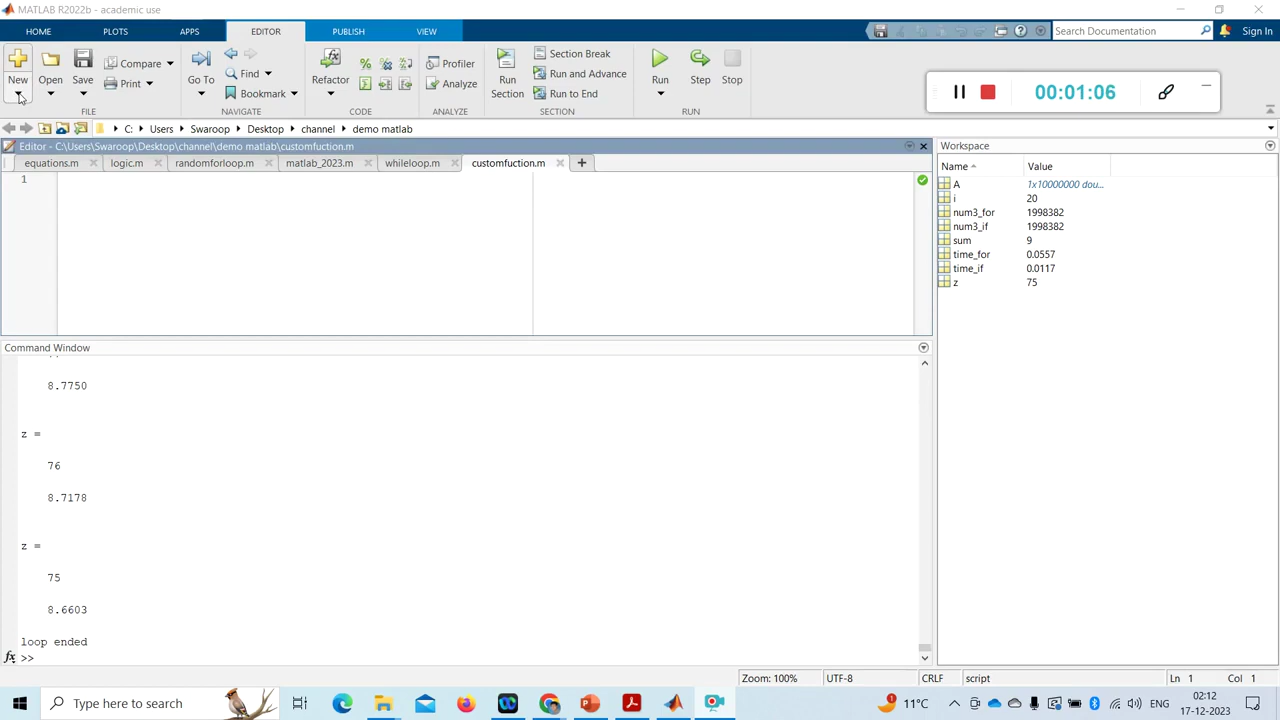 MATLAB R2022b - academic use
HOME PLOTS APPS EDITOR PUBLISH VIEW Search Documentation Sign In
New Open Save Compare Print Go To Find Bookmark Refactor Profiler Analyze Run Section Section Break Run and Advance Run to End Run Step Stop
FILE NAVIGATE CODE ANALYZE SECTION RUN
00:01:06
C: Users Swaroop Desktop channel demo matlab
Editor - C:\Users\Swaroop\Desktop\channel\demo matlab\customfuction.m
equations.m logic.m randomforloop.m matlab_2023.m whileloop.m customfuction.m
1
Workspace
Name Value
A 1x10000000 dou...
i 20
num3_for 1998382
num3_if 1998382
sum 9
time_for 0.0557
time_if 0.0117
z 75
Command Window
8.7750
z =
76
8.7178
z =
75
8.6603
loop ended
fx >>
Zoom: 100% UTF-8 CRLF script Ln 1 Col 1
Type here to search 1 11°C ENG 02:12
17-12-2023